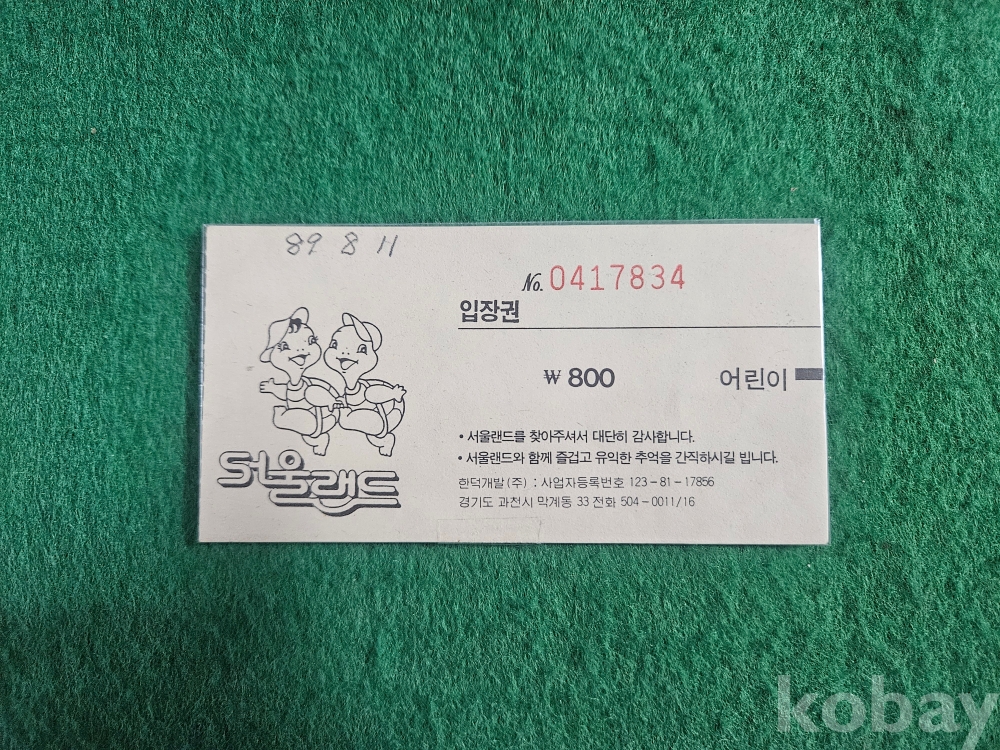 89 8 11
No. 0417834
입장권
₩ 800 어린이
• 서울랜드를 찾아주셔서 대단히 감사합니다.
• 서울랜드와 함께 즐겁고 유익한 추억을 간직하시길 빕니다.
한덕개발(주) : 사업자등록번호 123-81-17856
경기도 과천시 막계동 33 전화 504-0011/16
서울랜드
kobay